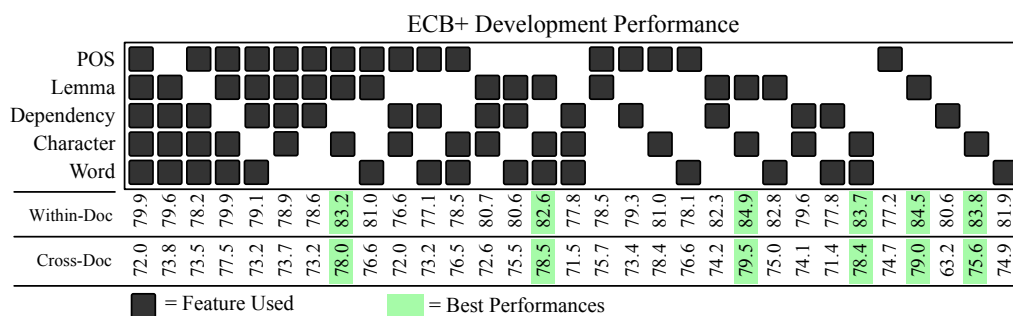 ECB+ Development Performance
POS
Lemma
Dependency
Character
Word
Within-Doc 79.9 79.6 78.2 79.9 79.1 78.9 78.6 83.2 81.0 76.6 77.1 78.5 80.7 80.6 82.6 77.8 78.5 79.3 81.0 78.1 82.3 84.9 82.8 79.6 77.8 83.7 77.2 84.5 80.6 83.8 81.9
Cross-Doc 72.0 73.8 73.5 77.5 73.2 73.7 73.2 78.0 76.6 72.0 73.2 76.5 72.6 75.5 78.5 71.5 75.7 73.4 78.4 76.6 74.2 79.5 75.0 74.1 71.4 78.4 74.7 79.0 63.2 75.6 74.9
= Feature Used = Best Performances